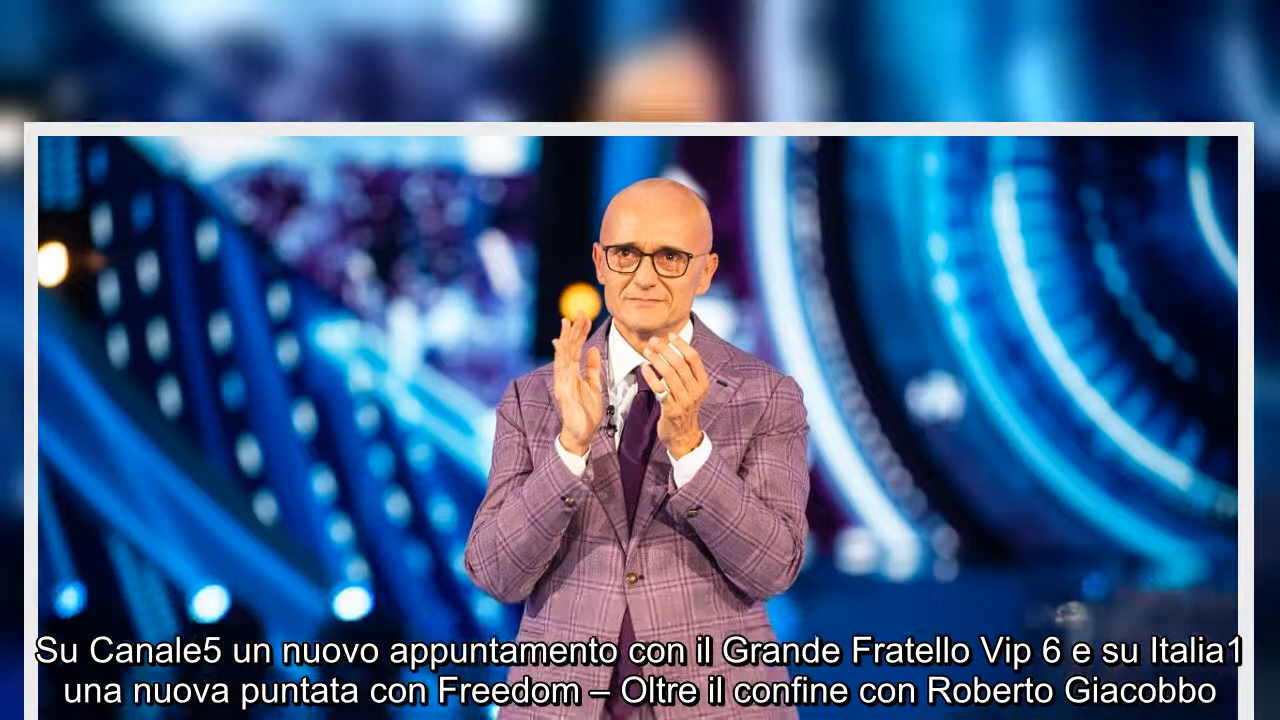 Su Canale5 un nuovo appuntamento con il Grande Fratello Vip 6 e su Italia1
una nuova puntata con Freedom – Oltre il confine con Roberto Giacobbo